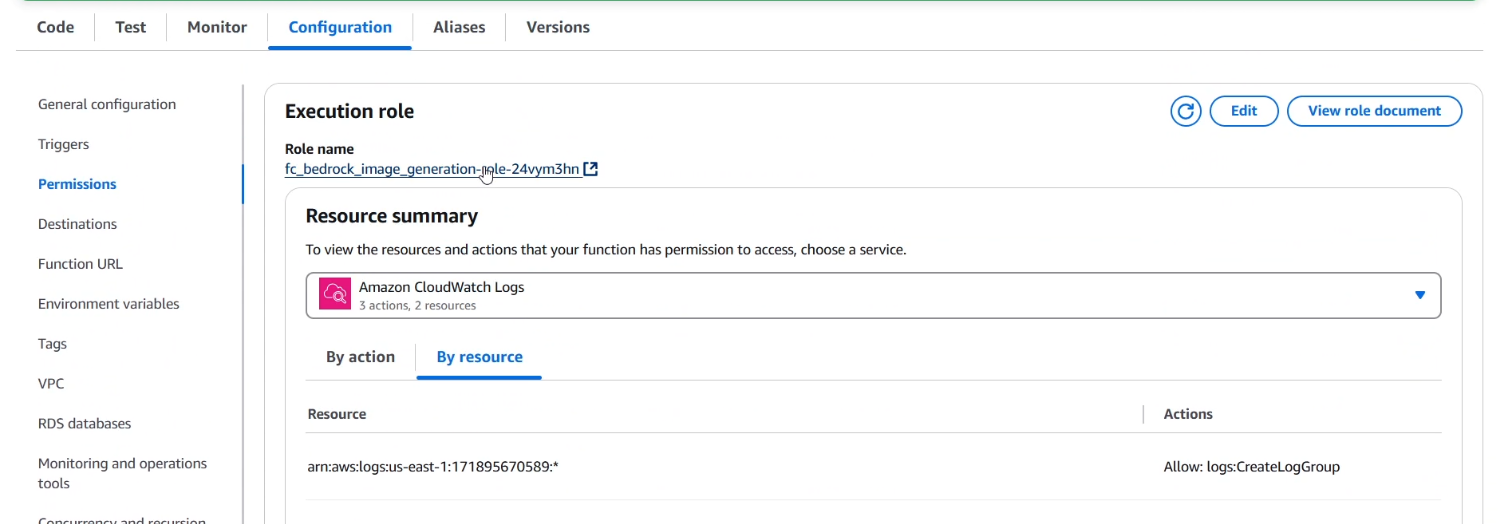 Code Test Monitor Configuration Aliases Versions
General configuration
Triggers
Permissions
Destinations
Function URL
Environment variables
Tags
VPC
RDS databases
Monitoring and operations
tools
Concurrency and recursion
Execution role
Edit
View role document
Role name
fc_bedrock_image_generation-role-24vym3hn
Resource summary
To view the resources and actions that your function has permission to access, choose a service.
Amazon CloudWatch Logs
3 actions, 2 resources
By action By resource
Resource Actions
arn:aws:logs:us-east-1:171895670589:* Allow: logs:CreateLogGroup